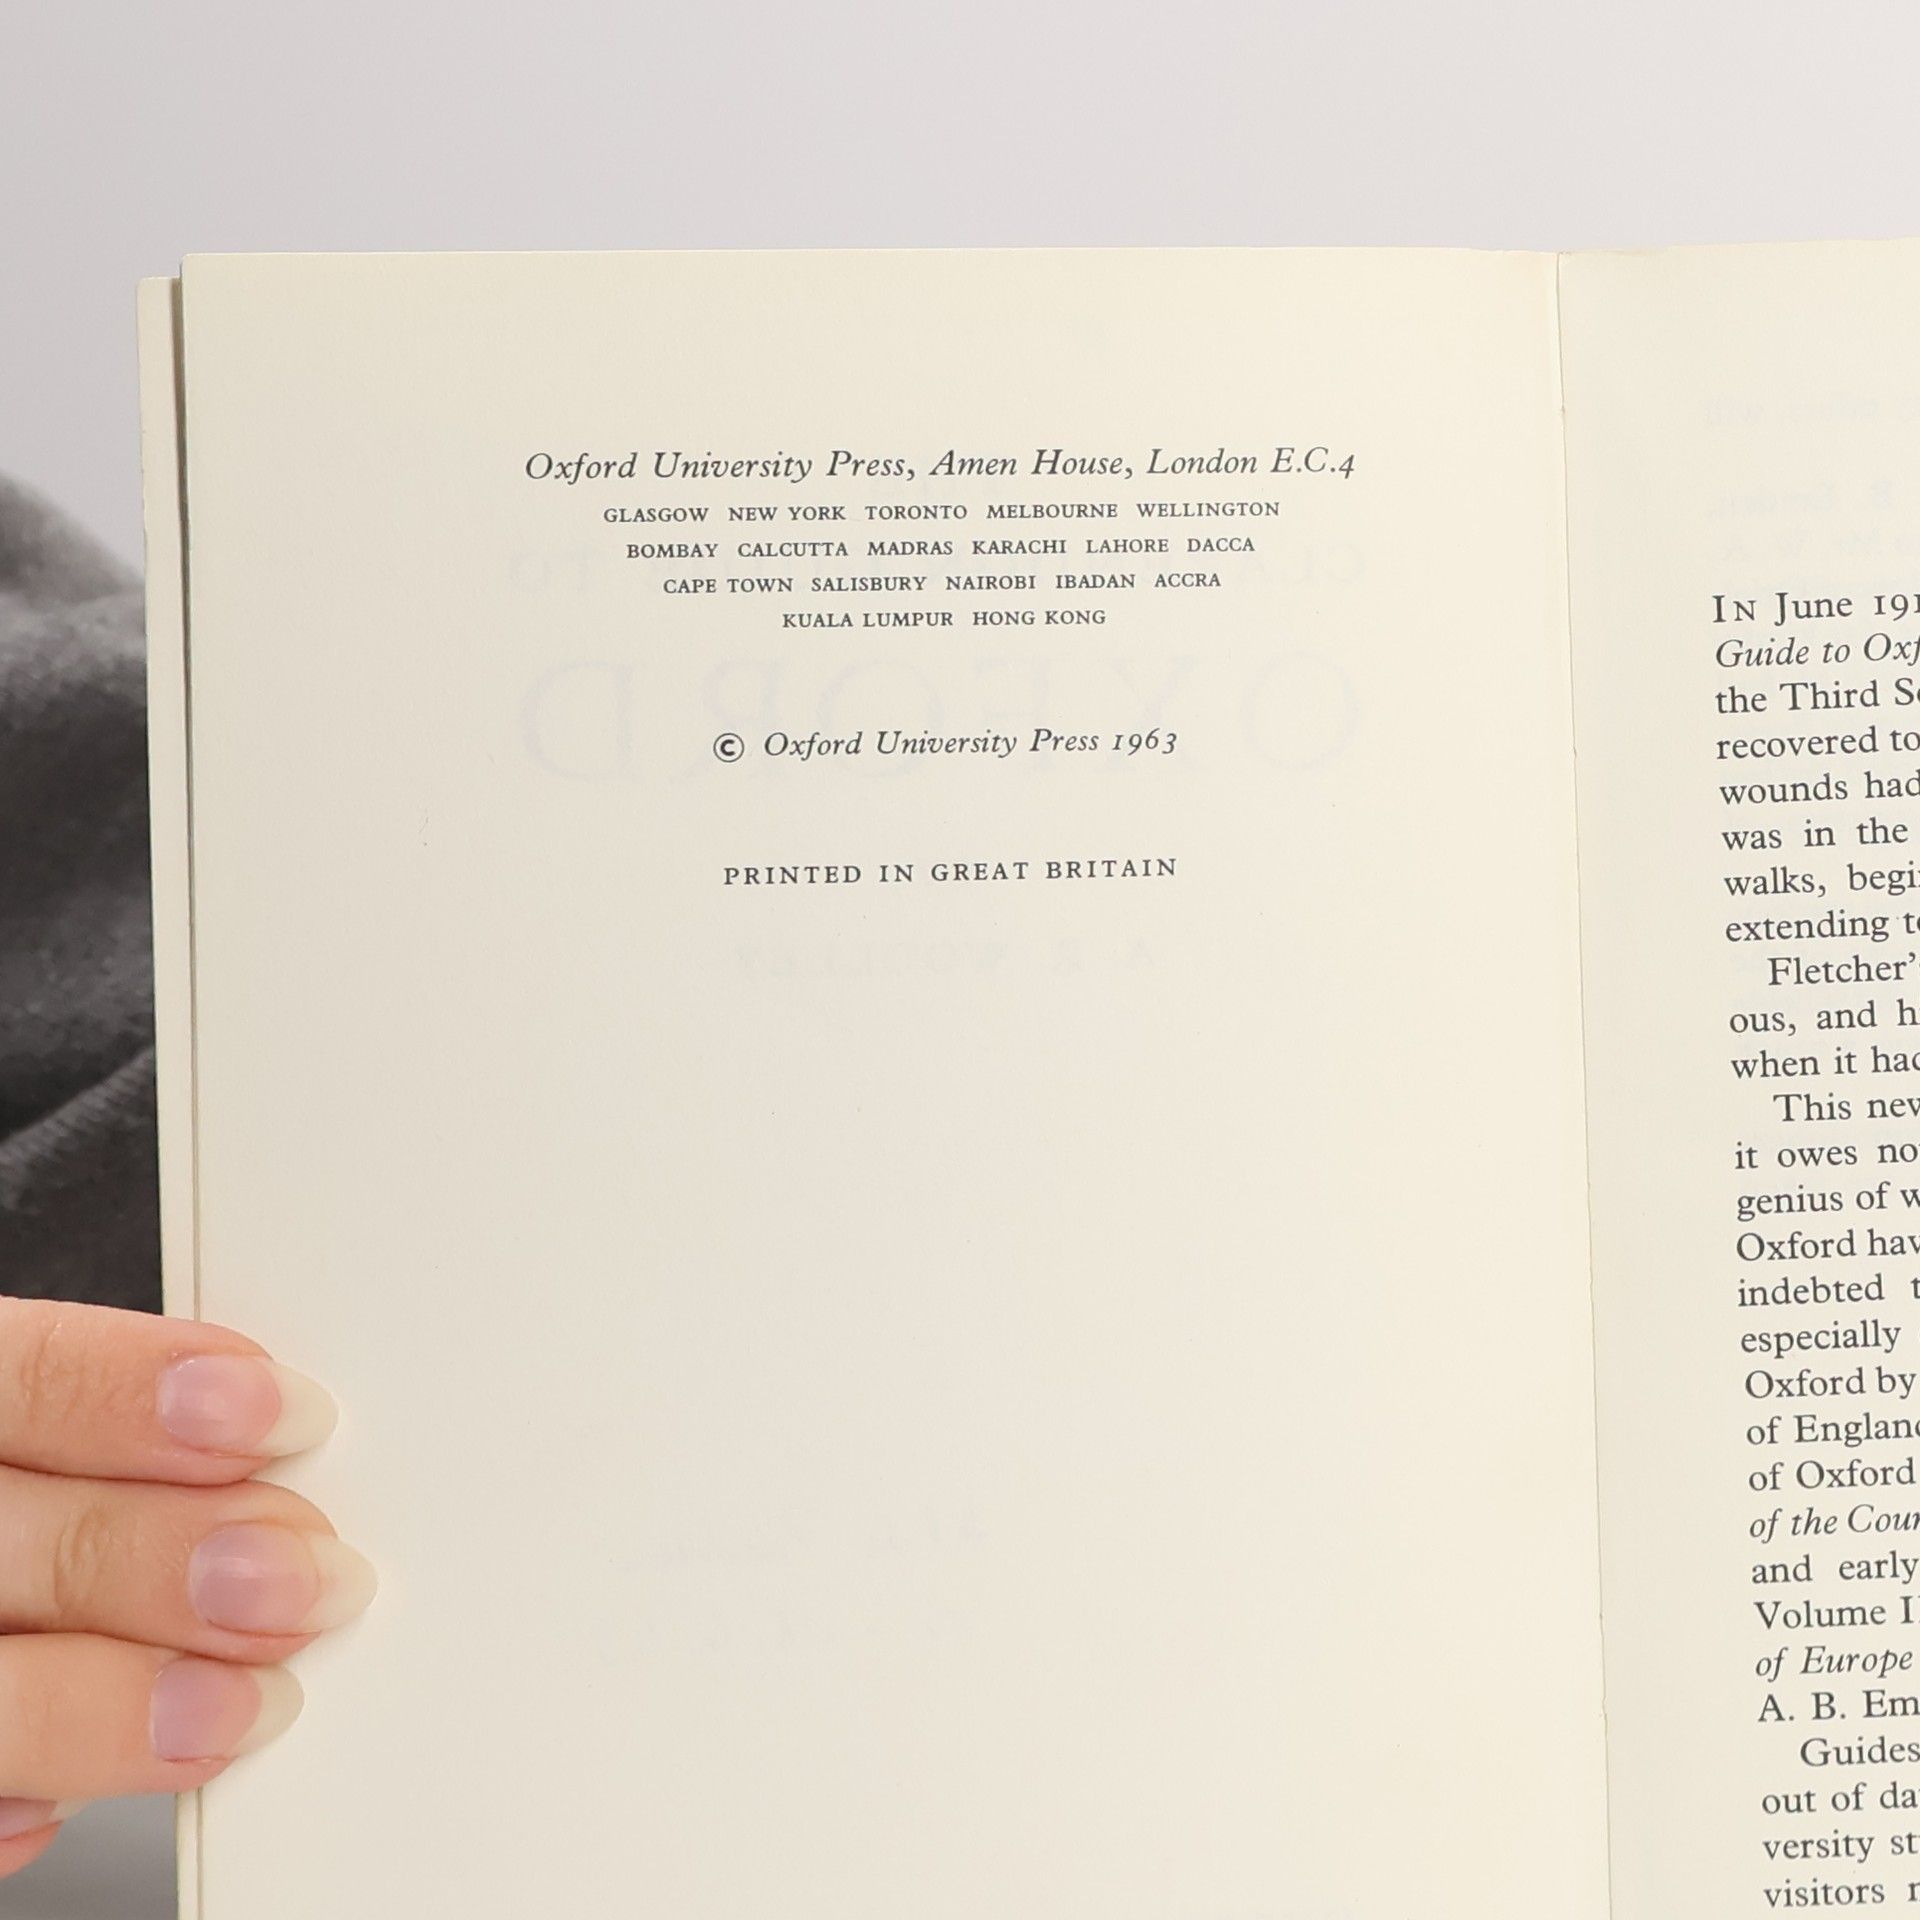 Oxford University Press, Amen House, London E.C.4
GLASGOW NEW YORK TORONTO MELBOURNE WELLINGTON
BOMBAY CALCUTTA MADRAS KARACHI LAHORE DACCA
CAPE TOWN SALISBURY NAIROBI IBADAN ACCRA
KUALA LUMPUR HONG KONG
© Oxford University Press 1963
PRINTED IN GREAT BRITAIN
IN June
Guide to
the Third
recovered to
wounds had
was in the
walks,
extending
Fletcher's
ous, and
when it had
This
it owes
genius of
Oxford
indebted
especially
Oxford by
of
of Oxford
of the
and early
Volume
of Europe
A. B.
Guides
out of
versity
visitors